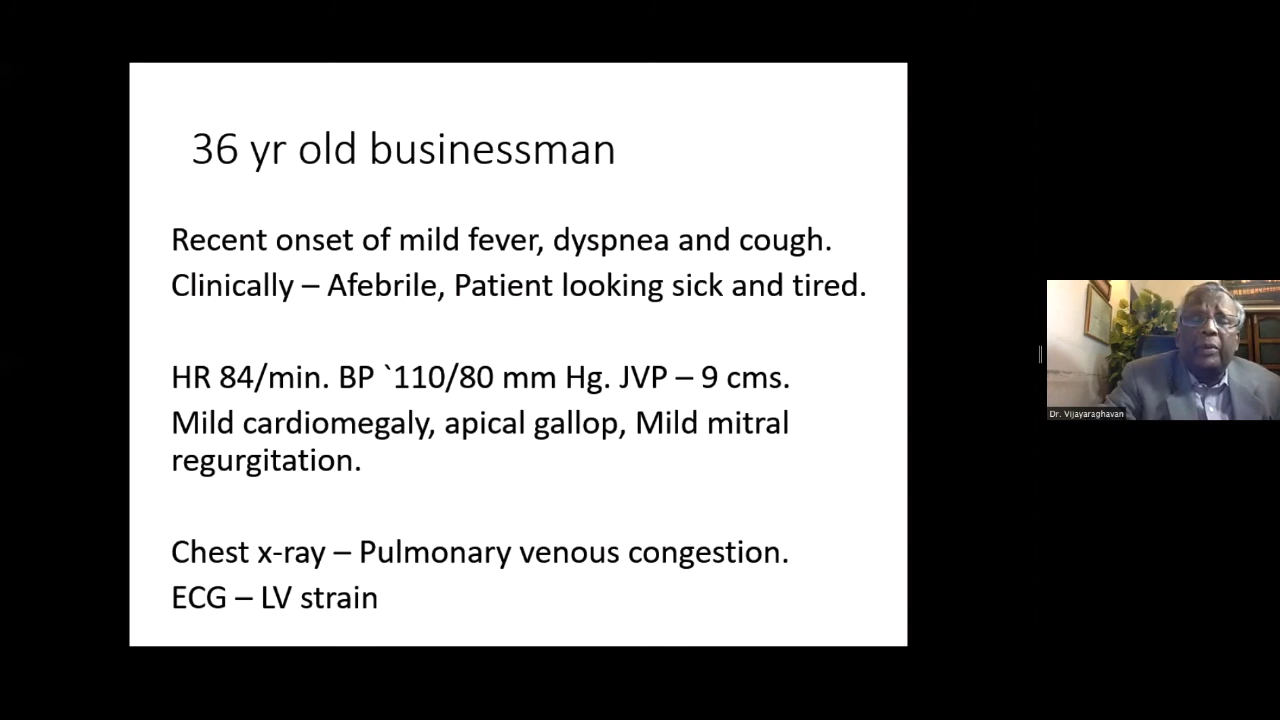 36 yr old businessman
Recent onset of mild fever, dyspnea and cough.
Clinically – Afebrile, Patient looking sick and tired.
HR 84/min. BP `110/80 mm Hg. JVP – 9 cms.
Mild cardiomegaly, apical gallop, Mild mitral
regurgitation.
Chest x-ray – Pulmonary venous congestion.
ECG – LV strain
Dr. Vijayaraghavan